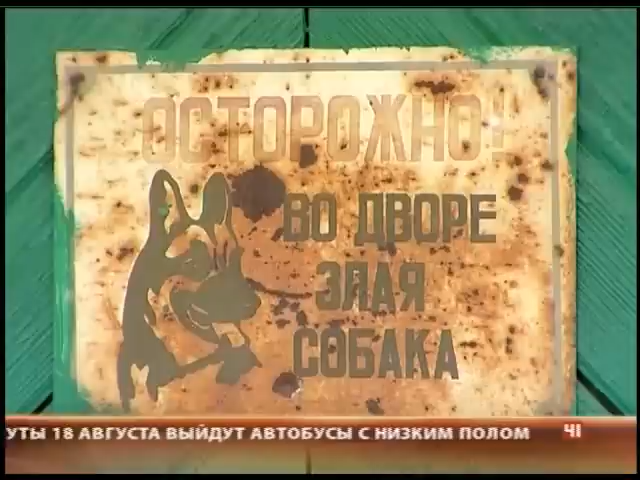 ОСТОРОЖНО!
ВО ДВОРЕ
ЗЛАЯ
СОБАКА
УТЫ 18 АВГУСТА ВЫЙДУТ АВТОБУСЫ С НИЗКИМ ПОЛОМ